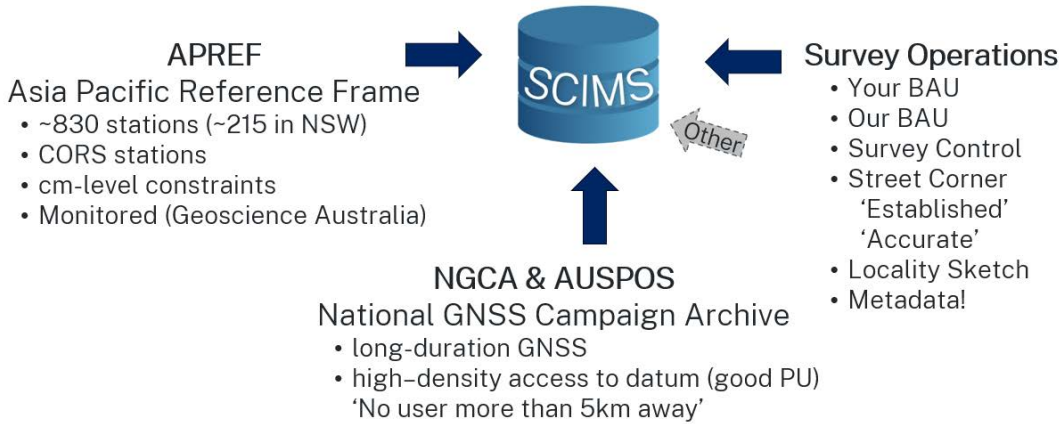 APREF
Asia Pacific Reference Frame
• ~830 stations (~215 in NSW)
• CORS stations
• cm-level constraints
• Monitored (Geoscience Australia)
SCIMS
Other
Survey Operations
• Your BAU
• Our BAU
• Survey Control
• Street Corner
‘Established’
‘Accurate’
• Locality Sketch
• Metadata!
NGCA & AUSPOS
National GNSS Campaign Archive
• long-duration GNSS
• high–density access to datum (good PU)
‘No user more than 5km away’